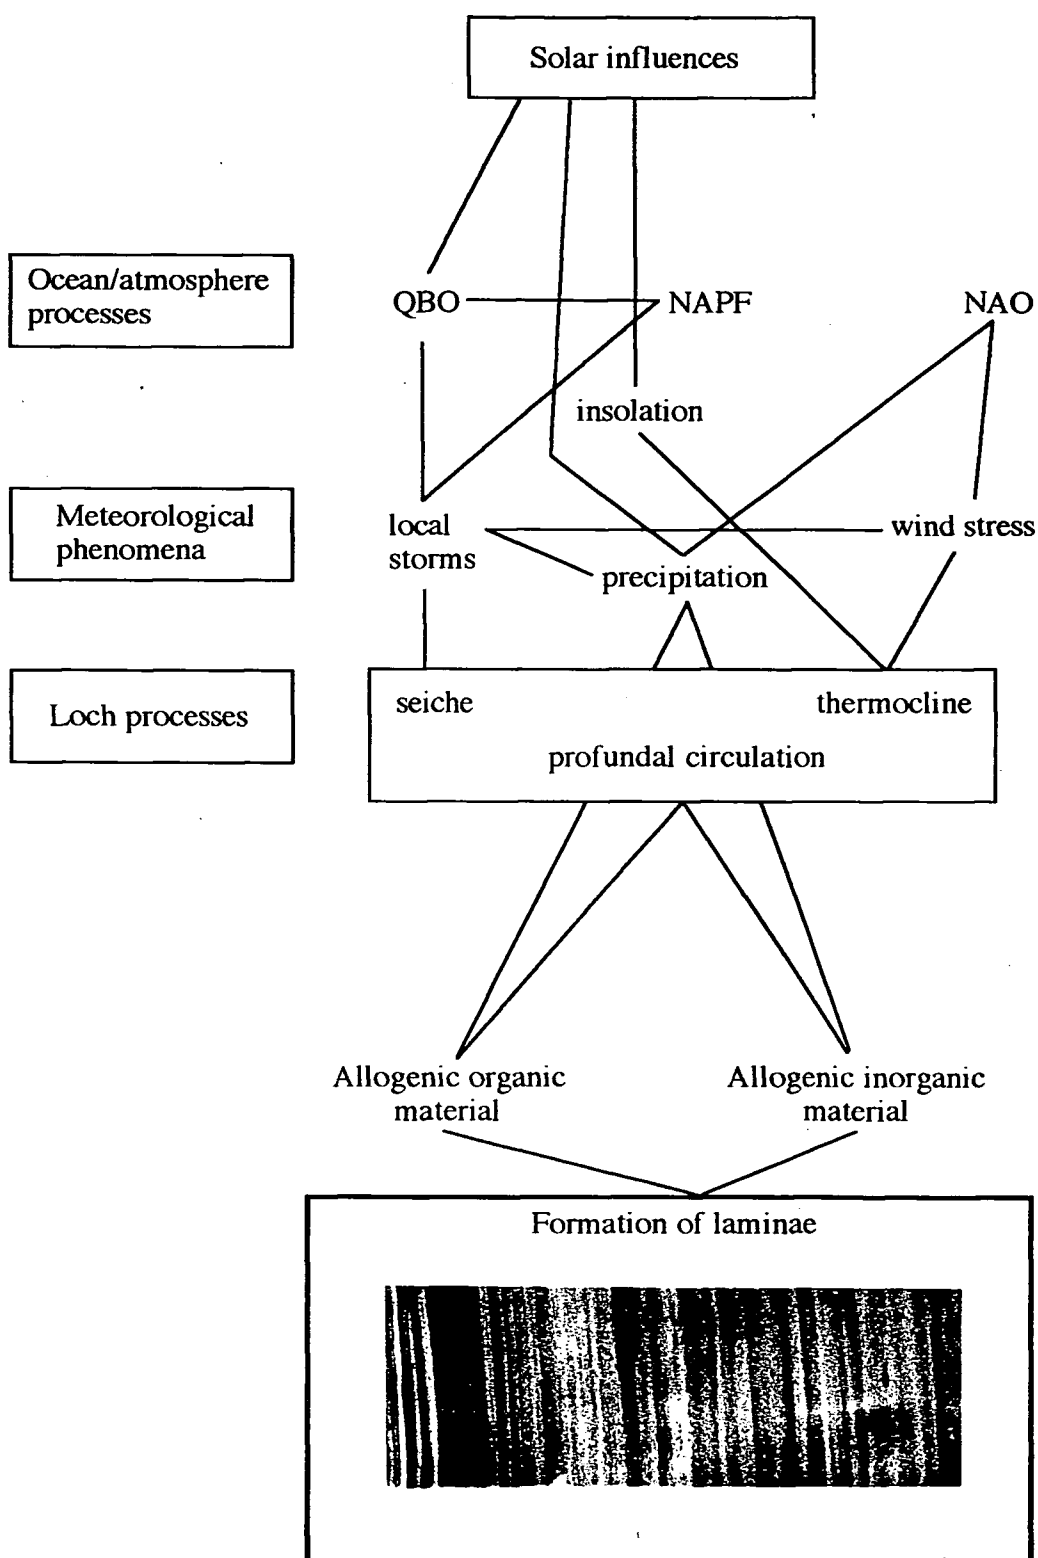 Solar influences
Ocean/atmosphere
processes
QBO
NAPF
NAO
insolation
Meteorological
phenomena
local
storms
wind stress
precipitation
Loch processes
seiche
thermocline
profundal circulation
Allogenic organic
material
Allogenic inorganic
material
Formation of laminae